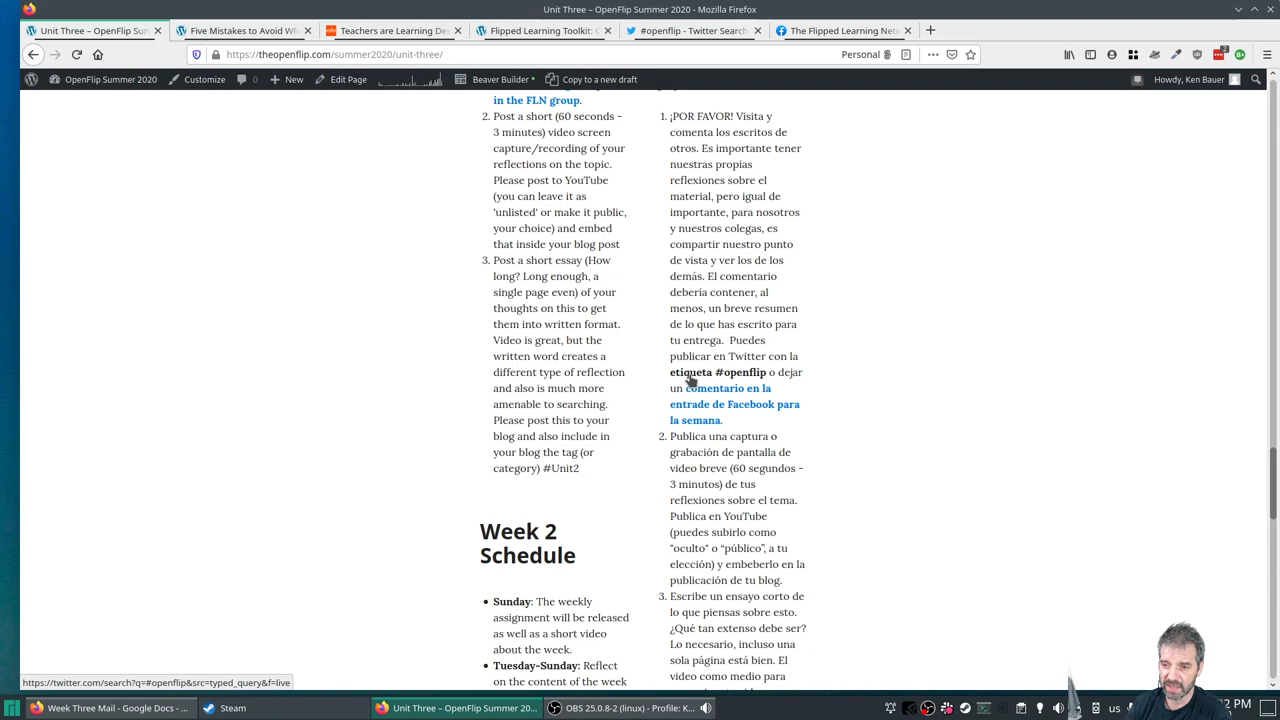 Unit Three – OpenFlip Summer 2020 - Mozilla Firefox
Unit Three – OpenFlip Sun
Five Mistakes to Avoid Wh
Teachers are Learning Des
Flipped Learning Toolkit: C
#openflip - Twitter Search
The Flipped Learning Netw
https://theopenflip.com/summer2020/unit-three/
Personal
2
OpenFlip Summer 2020
Customize
0
New
Edit Page
Beaver Builder
Copy to a new draft
Howdy, Ken Bauer
in the FLN group.
2. Post a short (60 seconds -
3 minutes) video screen
capture/recording of your
reflections on the topic.
Please post to YouTube
(you can leave it as
'unlisted' or make it public,
your choice) and embed
that inside your blog post
3. Post a short essay (How
long? Long enough, a
single page even) of your
thoughts on this to get
them into written format.
Video is great, but the
written word creates a
different type of reflection
and also is much more
amenable to searching.
Please post this to your
blog and also include in
your blog the tag (or
category) #Unit2
Week 2
Schedule
Sunday: The weekly
assignment will be released
as well as a short video
about the week.
Tuesday-Sunday: Reflect
on the content of the week
1. ¡POR FAVOR! Visita y
comenta los escritos de
otros. Es importante tener
nuestras propias
reflexiones sobre el
material, pero igual de
importante, para nosotros
y nuestros colegas, es
compartir nuestro punto
de vista y ver los de los
demás. El comentario
debería contener, al
menos, un breve resumen
de lo que has escrito para
tu entrega. Puedes
publicar en Twitter con la
etiqueta #openflip o dejar
un comentario en la
entrade de Facebook para
la semana.
2. Publica una captura o
grabación de pantalla de
video breve (60 segundos -
3 minutos) de tus
reflexiones sobre el tema.
Publica en YouTube
(puedes subirlo como
"oculto" o “público”, a tu
elección) y embeberlo en la
publicación de tu blog.
3. Escribe un ensayo corto de
lo que piensas sobre esto.
¿Qué tan extenso debe ser?
Lo necesario, incluso una
sola página está bien. El
video como medio para
https://twitter.com/search?q=#openflip&src=typed_query&f=live
Week Three Mail - Google Docs - ...
Steam
Unit Three – OpenFlip Summer 20...
OBS 25.0.8-2 (linux) - Profile: K...
us
2 PM